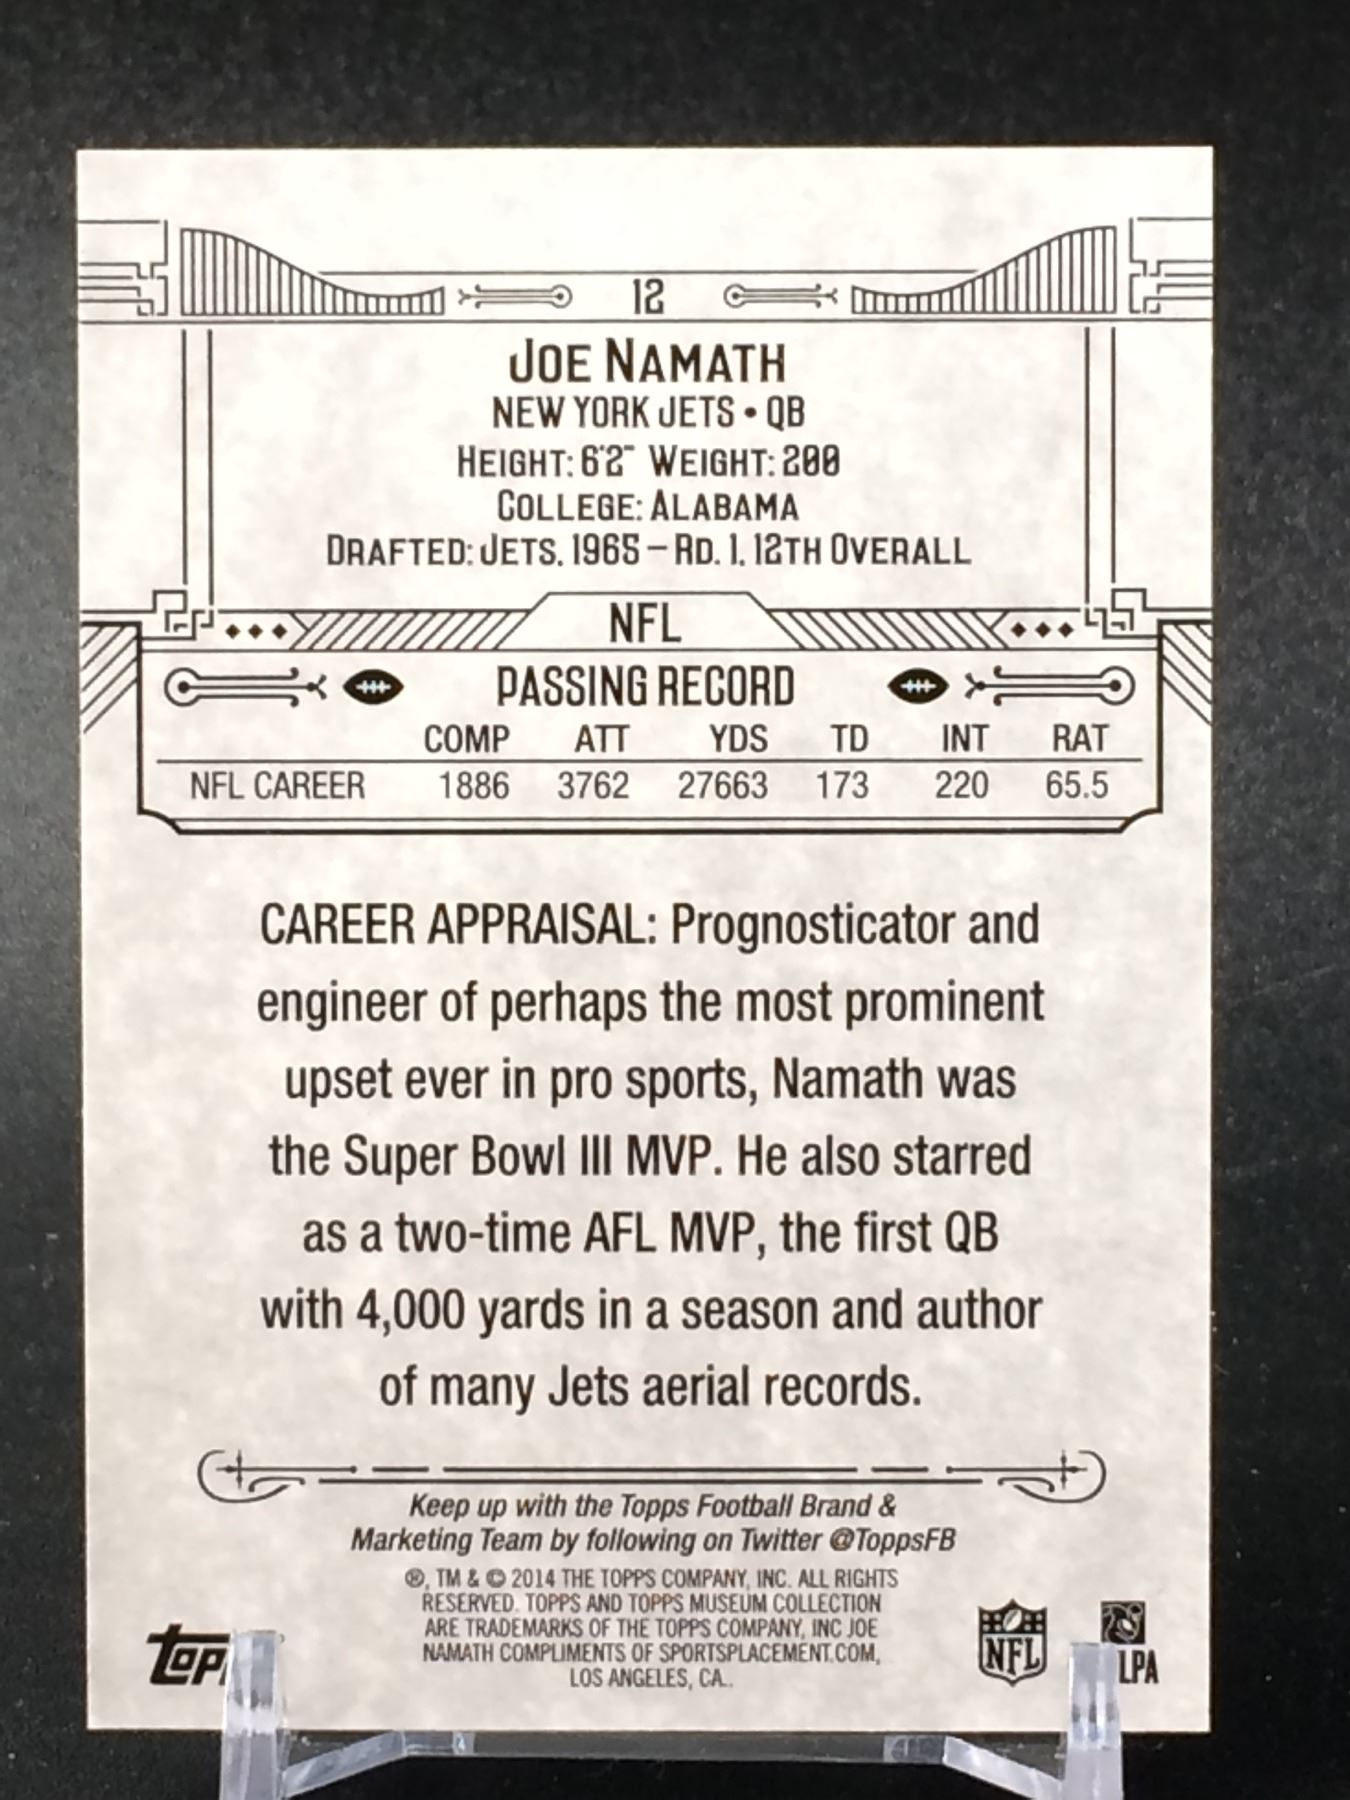 12
JOE NAMATH
NEW YORK JETS • QB
HEIGHT: 6'2" WEIGHT: 200
COLLEGE: ALABAMA
DRAFTED: JETS, 1965 – RD. 1, 12TH OVERALL
NFL
PASSING RECORD
COMP ATT YDS TD INT RAT
NFL CAREER 1886 3762 27663 173 220 65.5
CAREER APPRAISAL: Prognosticator and
engineer of perhaps the most prominent
upset ever in pro sports, Namath was
the Super Bowl III MVP. He also starred
as a two-time AFL MVP, the first QB
with 4,000 yards in a season and author
of many Jets aerial records.
Keep up with the Topps Football Brand &
Marketing Team by following on Twitter @ToppsFB
®, TM & © 2014 THE TOPPS COMPANY, INC. ALL RIGHTS
RESERVED. TOPPS AND TOPPS MUSEUM COLLECTION
ARE TRADEMARKS OF THE TOPPS COMPANY, INC JOE
NAMATH COMPLIMENTS OF SPORTSPLACEMENT.COM,
LOS ANGELES, CA..
NFL